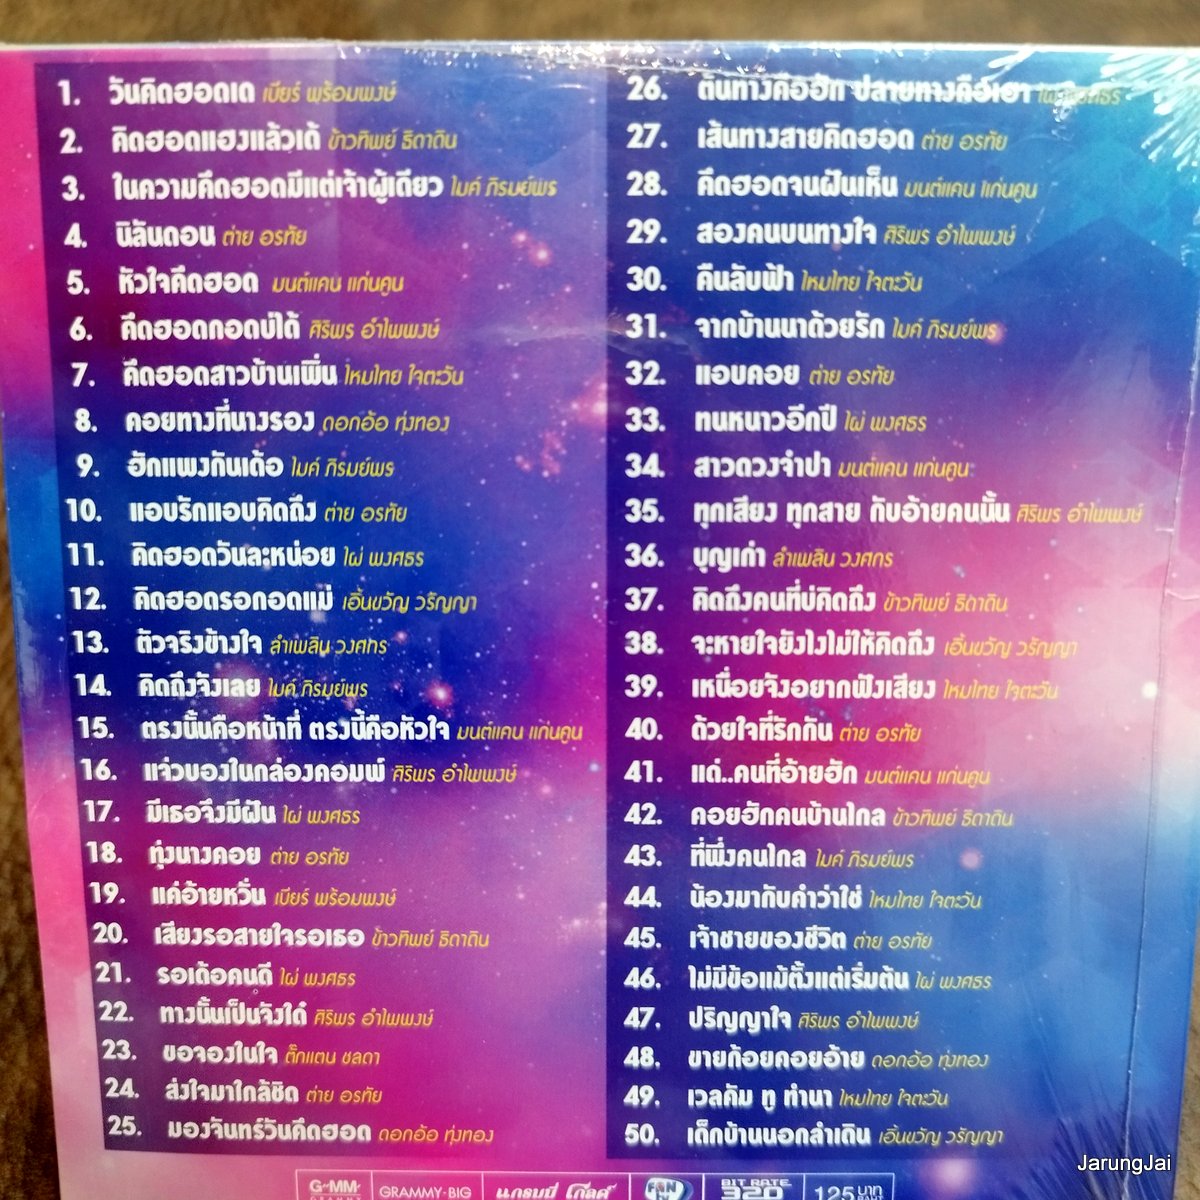 1. วันคิดฮอดเด เบียร์ พร้อมพงษ์
2. คิดฮอดแฮงแล้วเด้ ข้าวทิพย์ ธิดาดิน
3. ในความคึดฮอดมีแต่เจ้าผู้เดียว ไมค์ ภิรมย์พร
4. นิลันดอน ต่าย อรทัย
5. หัวใจคึดฮอด มนต์แคน แก่นคูน
6. คึดฮอดกอดบ่ได้ ศิริพร อำไพพงษ์
7. คึดฮอดสาวบ้านเพิ่น ไหมไทย ใจตะวัน
8. คอยทางที่นางรอง ดอกอ้อ ทุ่งทอง
9. ฮักแพงกันเด้อ ไมค์ ภิรมย์พร
10. แอบรักแอบคิดถึง ต่าย อรทัย
11. คิดฮอดวันละหน่อย ไผ่ พงศธร
12. คิดฮอดรอกอดแม่ เอิ้นขวัญ วรัญญา
13. ตัวจริงข้างใจ ลำเพลิน วงศกร
14. คิดถึงจังเลย ไมค์ ภิรมย์พร
15. ตรงนั้นคือหน้าที่ ตรงนี้คือหัวใจ มนต์แคน แก่นคูน
16. แจ่วบองในกล่องคอมพ์ ศิริพร อำไพพงษ์
17. มีเธอจึงมีฝัน ไผ่ พงศธร
18. ทุ่งนางคอย ต่าย อรทัย
19. แค่อ้ายหวั่น เบียร์ พร้อมพงษ์
20. เสียงรอสายใจรอเธอ ข้าวทิพย์ ธิดาดิน
21. รอเด้อคนดี ไผ่ พงศธร
22. ทางนั้นเป็นจังใด๋ ศิริพร อำไพพงษ์
23. ขอจองในใจ ตั๊กแตน ชลดา
24. ส่งใจมาใกล้ชิด ต่าย อรทัย
25. มองจันทร์วันคึดฮอด ดอกอ้อ ทุ่งทอง
26. ต้นทางคือฮัก ปลายทางคือเฮา ไผ่ พงศธร
27. เส้นทางสายคิดฮอด ต่าย อรทัย
28. คึดฮอดจนฝันเห็น มนต์แคน แก่นคูน
29. สองคนบนทางใจ ศิริพร อำไพพงษ์
30. คืนลับฟ้า ไหมไทย ใจตะวัน
31. จากบ้านนาด้วยรัก ไมค์ ภิรมย์พร
32. แอบคอย ต่าย อรทัย
33. ทนหนาวอีกปี ไผ่ พงศธร
34. สาวดวงจำปา มนต์แคน แก่นคูน
35. ทุกเสียง ทุกสาย กับอ้ายคนนั้น ศิริพร อำไพพงษ์
36. บุญเก่า ลำเพลิน วงศกร
37. คิดถึงคนที่บ่คิดถึง ข้าวทิพย์ ธิดาดิน
38. จะหายใจยังไงไม่ให้คิดถึง เอิ้นขวัญ วรัญญา
39. เหนื่อยจังอยากฟังเสียง ไหมไทย ใจตะวัน
40. ด้วยใจที่รักกัน ต่าย อรทัย
41. แด่..คนที่อ้ายฮัก มนต์แคน แก่นคูน
42. คอยฮักคนบ้านไกล ข้าวทิพย์ ธิดาดิน
43. ที่พึ่งคนไกล ไมค์ ภิรมย์พร
44. น้องมากับคำว่าใช่ ไหมไทย ใจตะวัน
45. เจ้าชายของชีวิต ต่าย อรทัย
46. ไม่มีข้อแม้ตั้งแต่เริ่มต้น ไผ่ พงศธร
47. ปริญญาใจ ศิริพร อำไพพงษ์
48. ขายก้อยคอยอ้าย ดอกอ้อ ทุ่งทอง
49. เวลคัม ทู ทำนา ไหมไทย ใจตะวัน
50. เด็กบ้านนอกลำเดิน เอิ้นขวัญ วรัญญา
GMM GRAMMY GRAMMY BIG แกรมมี่ โกลด์ BIT RATE 320 125 บาท BAHT
JarungJai